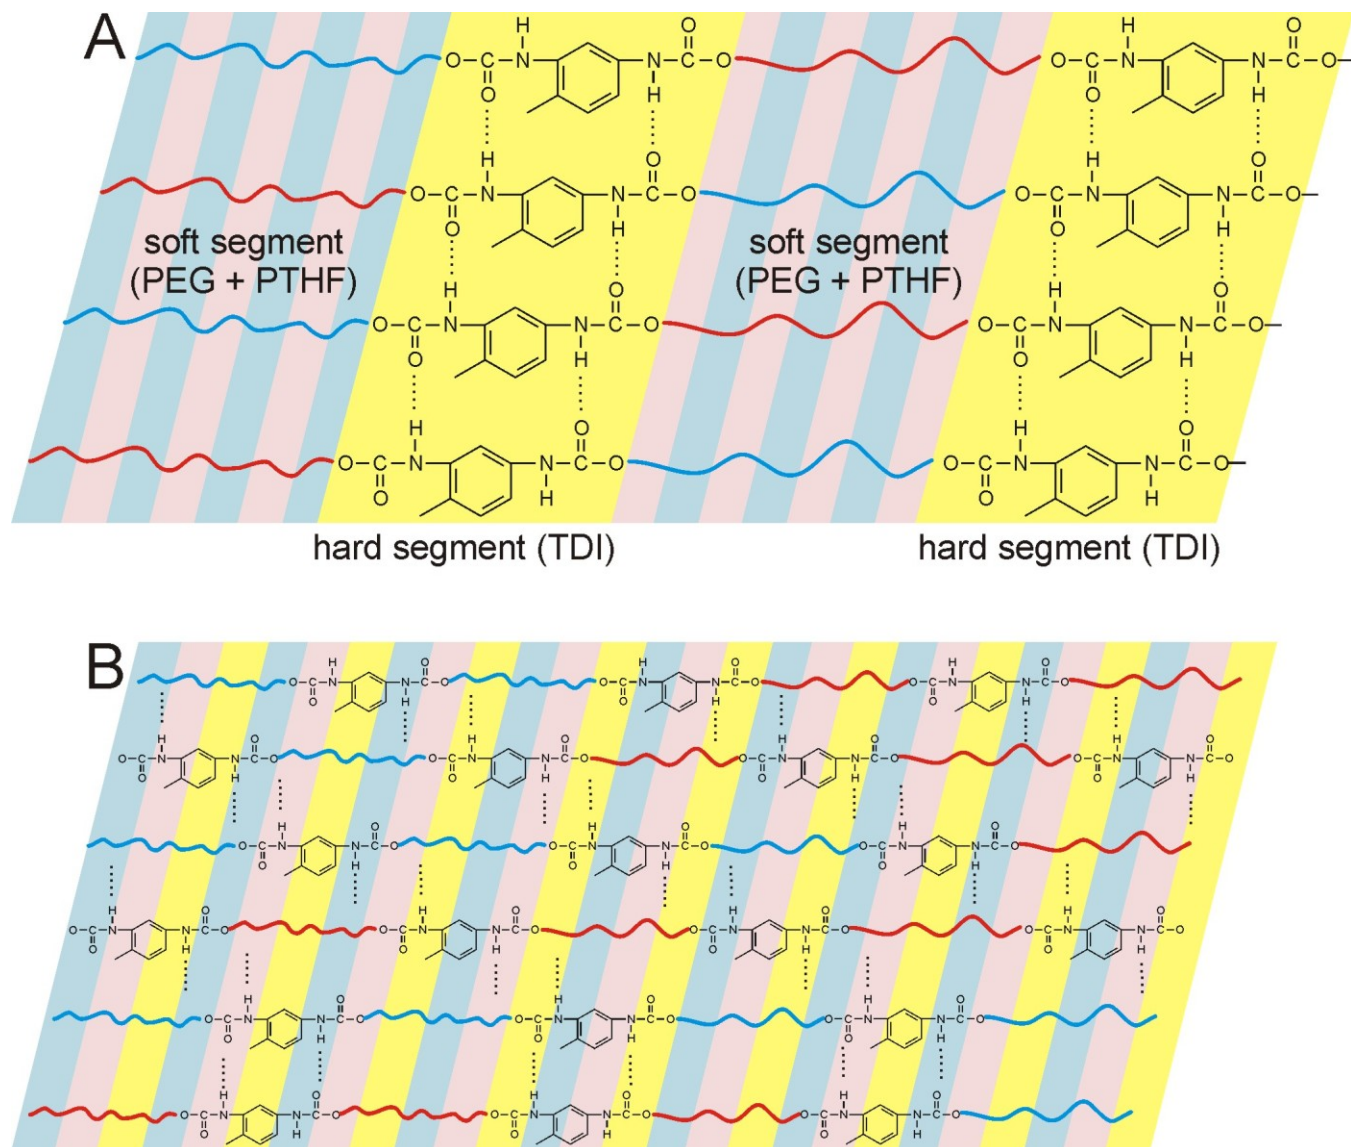 A
H O H O
O C N N C O O C N N C O
O H O H
H O H O
O C N N C O O C N N C O
O H O H
soft segment
(PEG + PTHF)
soft segment
(PEG + PTHF)
H O H O
O C N N C O O C N N C O
O H O H
H O H O
O C N N C O O C N N C O
O H O H
hard segment (TDI)
hard segment (TDI)
B
H O H O H O
O C N N C O O C N N C O O C N N C O
O H O H O H
H O H O H O H O
O C N N C O O C N N C O O C N N C O O C N N C O
O H O H O H O H
H O H O H O
O C N N C O O C N N C O O C N N C O
O H O H O H
H O H O H O H O
O C N N C O O C N N C O O C N N C O O C N N C O
O H O H O H O H
H O H O H O
O C N N C O O C N N C O O C N N C O
O H O H O H
H O H O H O
O C N N C O O C N N C O O C N N C O
O H O H O H